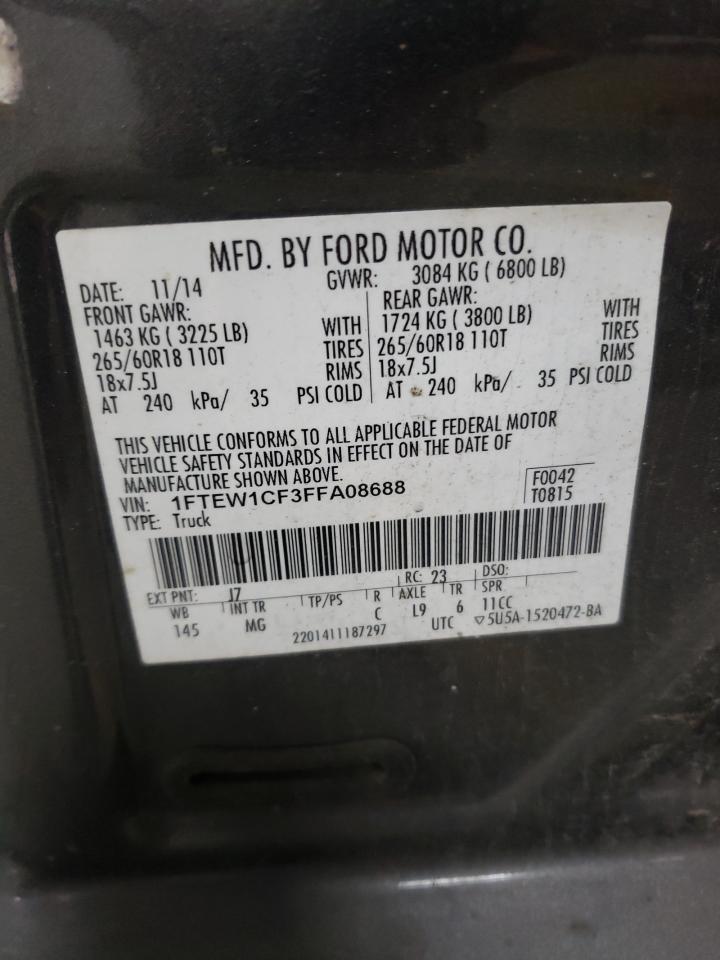 MFD. BY FORD MOTOR CO.
DATE: 11/14 GVWR: 3084 KG ( 6800 LB)
FRONT GAWR: REAR GAWR:
1463 KG ( 3225 LB) WITH 1724 KG ( 3800 LB) WITH
265/60R18 110T TIRES 265/60R18 110T TIRES
18x7.5J RIMS 18x7.5J RIMS
AT 240 kPa/ 35 PSI COLD AT 240 kPa/ 35 PSI COLD
THIS VEHICLE CONFORMS TO ALL APPLICABLE FEDERAL MOTOR
VEHICLE SAFETY STANDARDS IN EFFECT ON THE DATE OF
MANUFACTURE SHOWN ABOVE.
VIN: 1FTEW1CF3FFA08688 F0042
TYPE: Truck T0815
EXT PNT: J7 RC: 23 DSO:
WB INT TR TP/PS R AXLE TR SPR
145 MG C L9 6 11CC
2201411187297 UTC ▽5U5A-1520472-BA